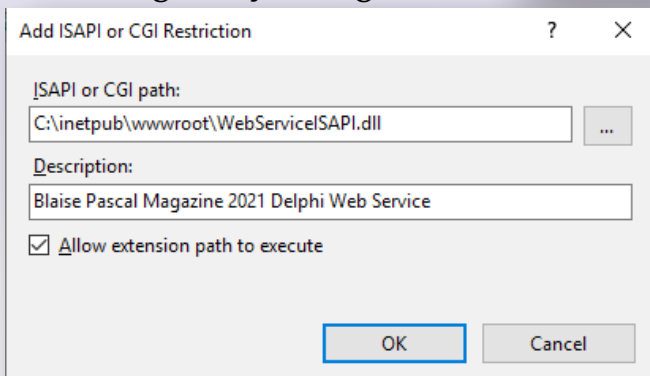 Add ISAPI or CGI Restriction ? ×
ISAPI or CGI path:
C:\inetpub\wwwroot\WebServiceISAPI.dll ...
Description:
Blaise Pascal Magazine 2021 Delphi Web Service
Allow extension path to execute
OK Cancel